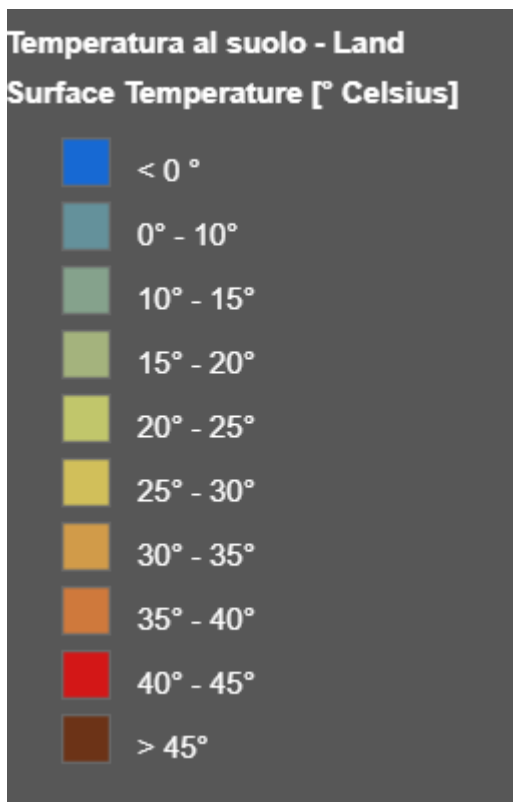 Temperatura al suolo - Land
Surface Temperature [° Celsius]
< 0 °
0° - 10°
10° - 15°
15° - 20°
20° - 25°
25° - 30°
30° - 35°
35° - 40°
40° - 45°
> 45°